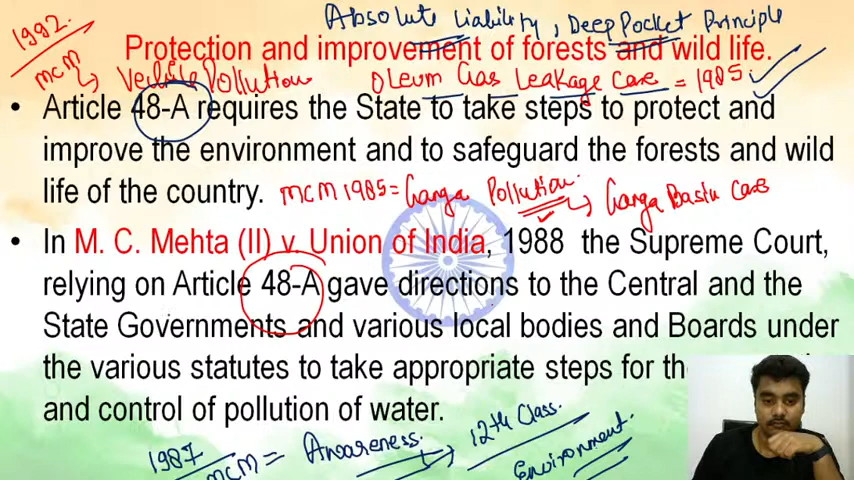 Absolute Liability, Deep Pocket Principle
1992
Protection and improvement of forests and wild life.
MCM → Vehicle Pollution Oleum Gas Leakage Case = 1985
• Article 48-A requires the State to take steps to protect and
improve the environment and to safeguard the forests and wild
life of the country. MCM 1985 = Ganga Pollution → Ganga Basin Case
• In M. C. Mehta (II) v. Union of India, 1988 the Supreme Court,
relying on Article 48-A gave directions to the Central and the
State Governments and various local bodies and Boards under
the various statutes to take appropriate steps for the
and control of pollution of water.
1987 MCM = Awareness. → 12th Class.
Environment.